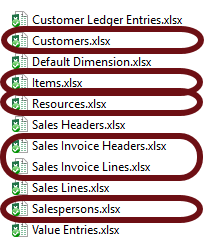 Customer Ledger Entries.xlsx
Customers.xlsx
Default Dimension.xlsx
Items.xlsx
Resources.xlsx
Sales Headers.xlsx
Sales Invoice Headers.xlsx
Sales Invoice Lines.xlsx
Sales Lines.xlsx
Salespersons.xlsx
Value Entries.xlsx